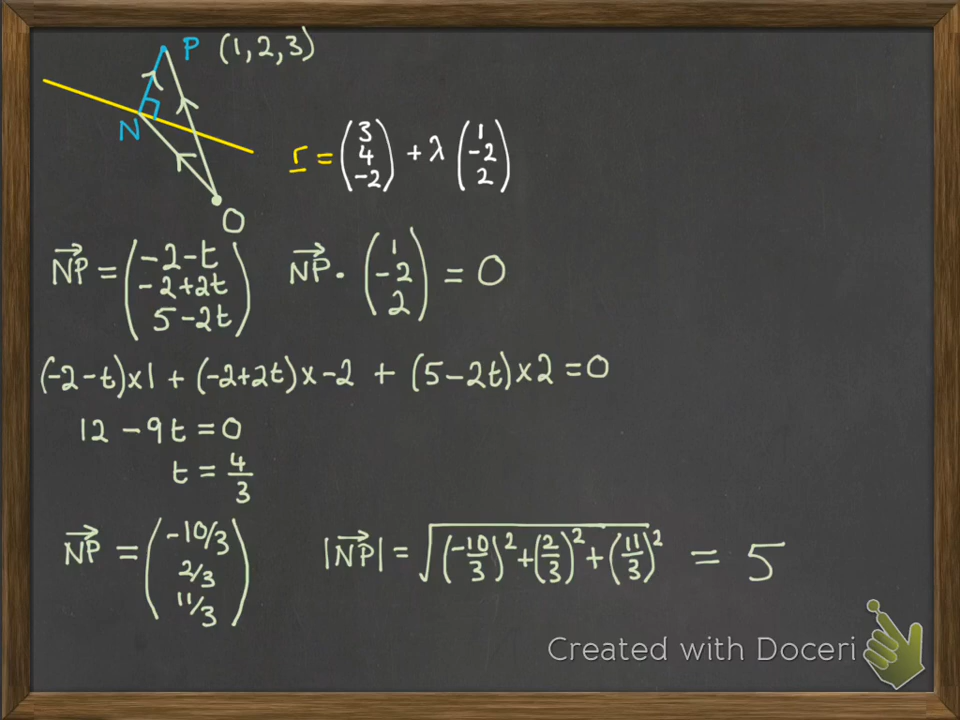 P (1,2,3)
N
O
r = (3 4 -2) + λ (1 -2 2)
NP = (-2-t -2+2t 5-2t) NP · (1 -2 2) = 0
(-2-t)x1 + (-2+2t)x-2 + (5-2t)x2 = 0
12 - 9t = 0
t = 4/3
NP = (-10/3 2/3 11/3) |NP| = √(-10/3)² + (2/3)² + (11/3)² = 5
Created with Doceri